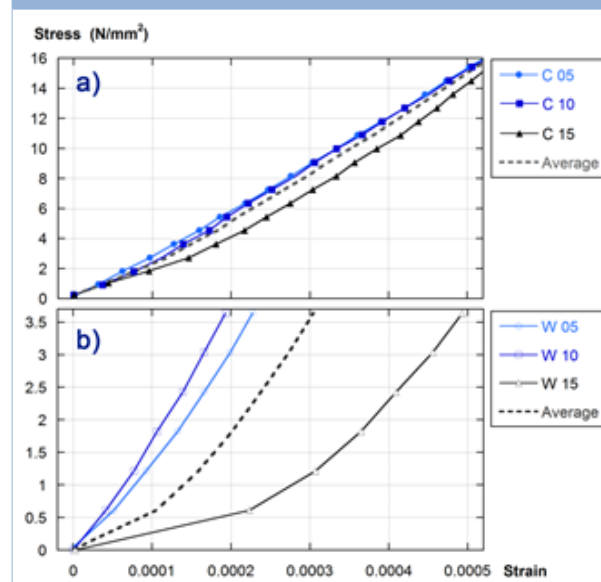 Stress (N/mm²)
a)
16
14
12
10
8
6
4
2
0
C 05
C 10
C 15
Average
b)
3.5
3
2.5
2
1.5
1
0.5
0
W 05
W 10
W 15
Average
0 0.0001 0.0002 0.0003 0.0004 0.0005 Strain